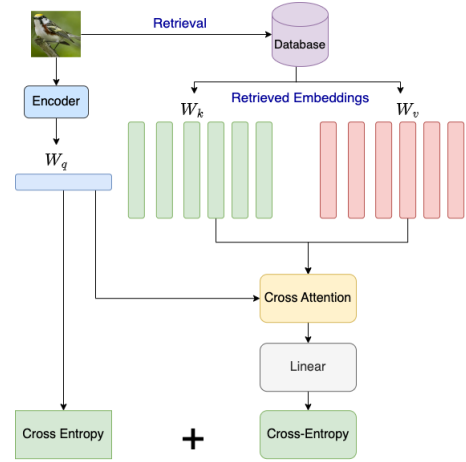 Retrieval
Database
Encoder
Retrieved Embeddings
W_k
W_v
W_q
Cross Attention
Linear
Cross Entropy
+
Cross-Entropy